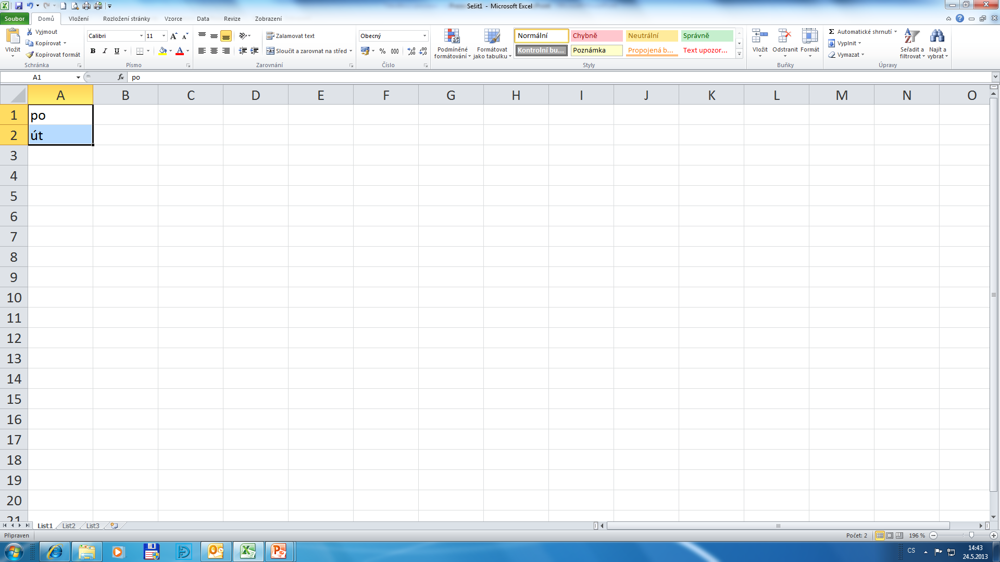 Sešit1 - Microsoft Excel
Soubor Domů Vložení Rozložení stránky Vzorce Data Revize Zobrazení
Vložit
Vyjmout
Kopírovat
Kopírovat formát
Schránka
Calibri 11
B I U
Písmo
Zalamovat text
Sloučit a zarovnat na střed
Zarovnání
Obecný
% 000
Číslo
Podmíněné formátování
Formátovat jako tabulku
Normální Chybně Neutrální Správně
Kontrolní bu... Poznámka Propojená b... Text upozor...
Styly
Vložit Odstranit Formát
Buňky
Σ Automatické shrnutí
Vyplnit
Vymazat
Seřadit a filtrovat
Najít a vybrat
Úpravy
A1 fx po
A B C D E F G H I J K L M N O
1 po
2 út
3
4
5
6
7
8
9
10
11
12
13
14
15
16
17
18
19
20
21
List1 List2 List3
Připraven Počet: 2 196 %
CS 14:43
24.5.2013